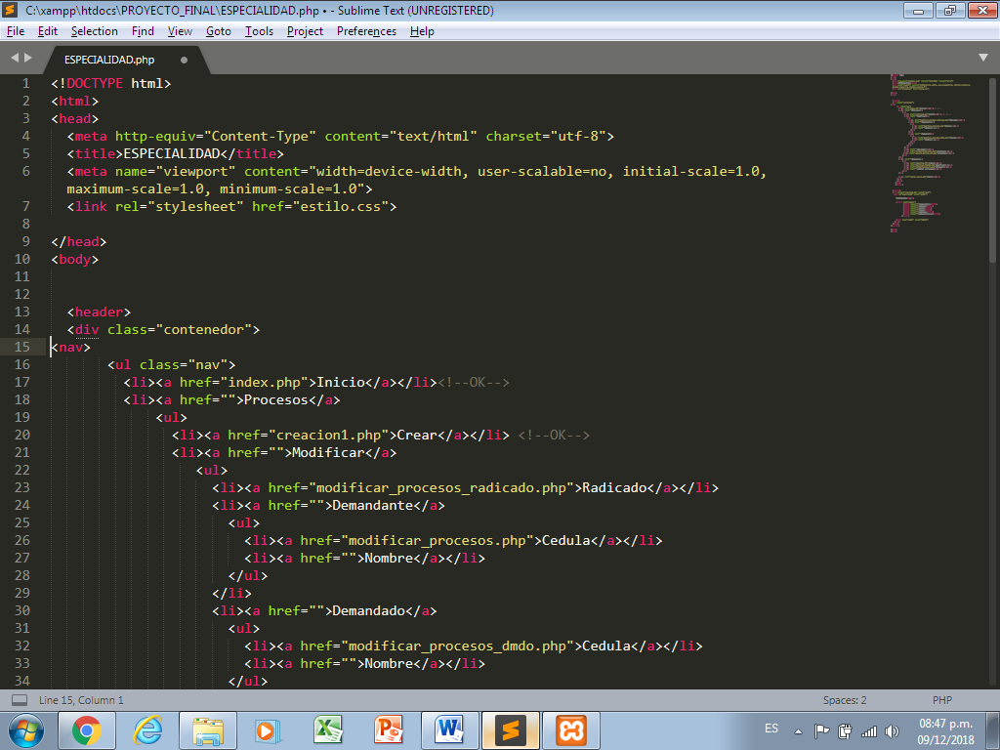 C:\xampp\htdocs\PROYECTO_FINAL\ESPECIALIDAD.php • - Sublime Text (UNREGISTERED)
File Edit Selection Find View Goto Tools Project Preferences Help
ESPECIALIDAD.php
1 <!DOCTYPE html>
2 <html>
3 <head>
4 <meta http-equiv="Content-Type" content="text/html" charset="utf-8">
5 <title>ESPECIALIDAD</title>
6 <meta name="viewport" content="width=device-width, user-scalable=no, initial-scale=1.0,
maximum-scale=1.0, minimum-scale=1.0">
7 <link rel="stylesheet" href="estilo.css">
8
9 </head>
10 <body>
11
12
13 <header>
14 <div class="contenedor">
15 <nav>
16 <ul class="nav">
17 <li><a href="index.php">Inicio</a></li><!--OK-->
18 <li><a href="">Procesos</a>
19 <ul>
20 <li><a href="creacion1.php">Crear</a></li> <!--OK-->
21 <li><a href="">Modificar</a>
22 <ul>
23 <li><a href="modificar_procesos_radicado.php">Radicado</a></li>
24 <li><a href="">Demandante</a>
25 <ul>
26 <li><a href="modificar_procesos.php">Cedula</a></li>
27 <li><a href="">Nombre</a></li>
28 </ul>
29 </li>
30 <li><a href="">Demandado</a>
31 <ul>
32 <li><a href="modificar_procesos_dmdo.php">Cedula</a></li>
33 <li><a href="">Nombre</a></li>
34 </ul>
Line 15, Column 1 Spaces: 2 PHP
ES 08:47 p.m.
09/12/2018